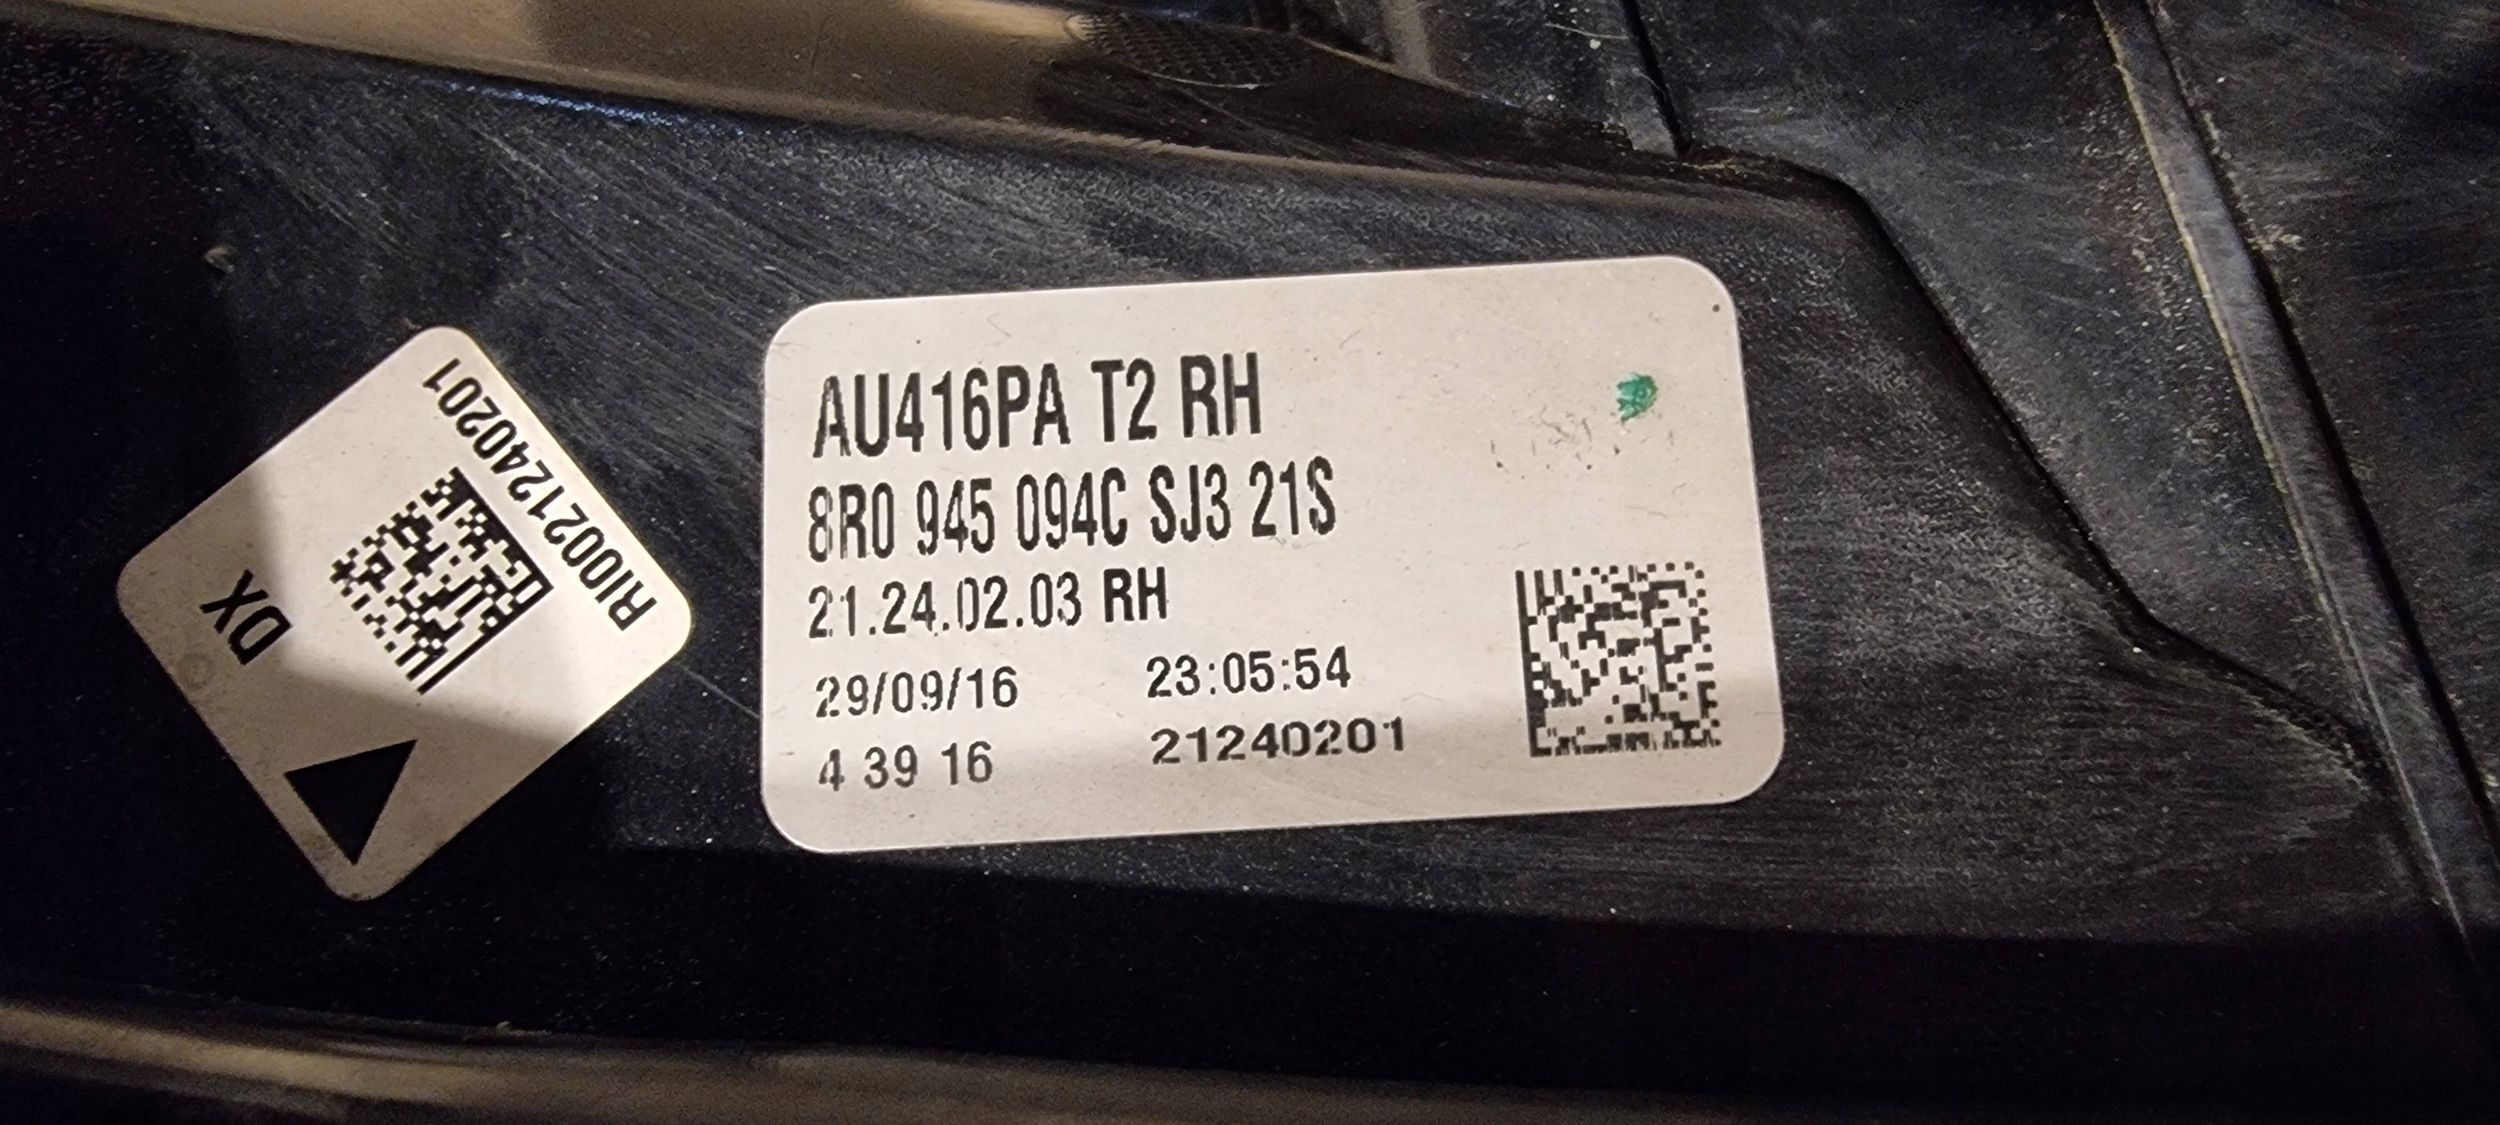 RI0021240201
DX
AU416PA T2 RH
8R0 945 094C SJ3 21S
21.24.02.03 RH
29/09/16 23:05:54
4 39 16 21240201